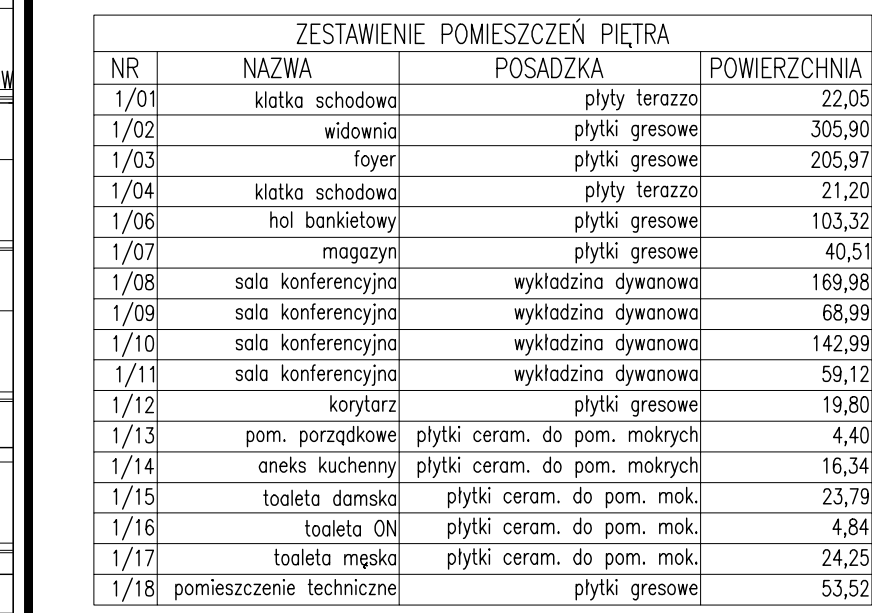 W
ZESTAWIENIE POMIESZCZEŃ PIĘTRA
NR NAZWA POSADZKA POWIERZCHNIA
1/01 klatka schodowa płyty terazzo 22,05
1/02 widownia płytki gresowe 305,90
1/03 foyer płytki gresowe 205,97
1/04 klatka schodowa płyty terazzo 21,20
1/06 hol bankietowy płytki gresowe 103,32
1/07 magazyn płytki gresowe 40,51
1/08 sala konferencyjna wykładzina dywanowa 169,98
1/09 sala konferencyjna wykładzina dywanowa 68,99
1/10 sala konferencyjna wykładzina dywanowa 142,99
1/11 sala konferencyjna wykładzina dywanowa 59,12
1/12 korytarz płytki gresowe 19,80
1/13 pom. porządkowe płytki ceram. do pom. mokrych 4,40
1/14 aneks kuchenny płytki ceram. do pom. mokrych 16,34
1/15 toaleta damska płytki ceram. do pom. mok. 23,79
1/16 toaleta ON płytki ceram. do pom. mok. 4,84
1/17 toaleta męska płytki ceram. do pom. mok. 24,25
1/18 pomieszczenie techniczne płytki gresowe 53,52